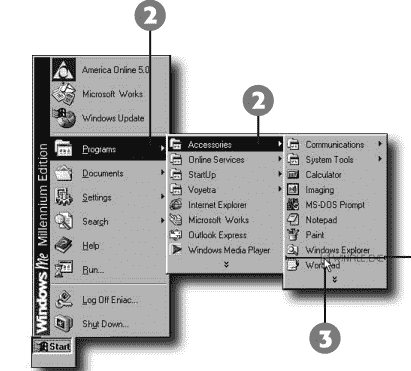 2
America Online 5.0
Microsoft Works
2
Windows Update
Programs
Accessories
Communications
Documents
Online Services
System Tools
StartUp
Calculator
Settings
Voyetra
Imaging
Internet Explorer
MS-DOS Prompt
Search
Microsoft Works
Notepad
Help
Outlook Express
Paint
Windows Media Player
Windows Explorer
Run...
Log Off Eniac...
3
Shut Down...
Windows Me Millennium Edition
Start